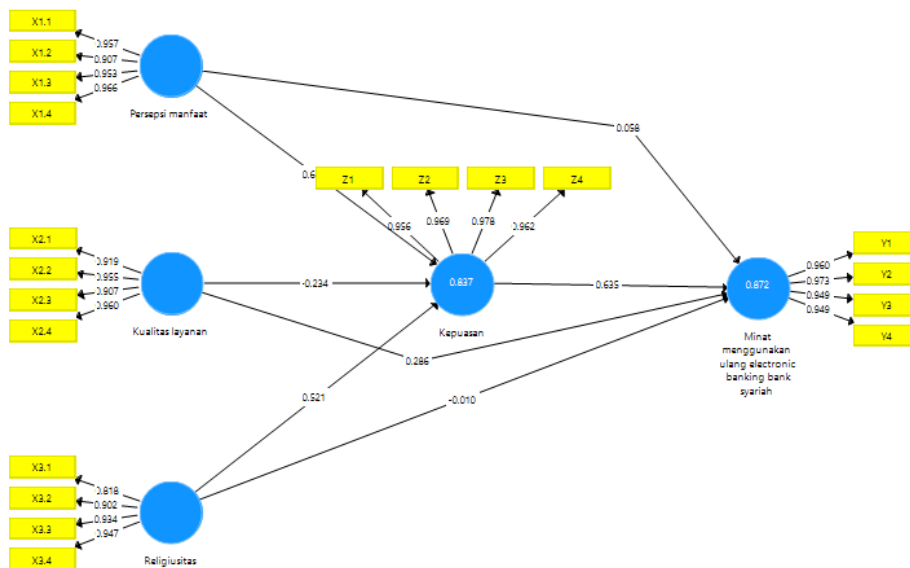 X1.1
0.957
X1.2
0.907
X1.3
0.953
0.966
X1.4
Persepsi manfaat
0.058
Z1
Z2
Z3
Z4
0.956
0.969
0.978
0.962
X2.1
0.919
X2.2
0.955
X2.3
0.907
X2.4
0.960
Kualitas layanan
-0.234
0.837
Kepuasan
0.635
0.872
Minat
menggunakan
ulang electronic
banking bank
syariah
Y1
0.960
Y2
0.973
0.949
Y3
0.949
Y4
0.286
0.521
-0.010
X3.1
0.818
X3.2
0.902
X3.3
0.934
0.947
X3.4
Religiusitas